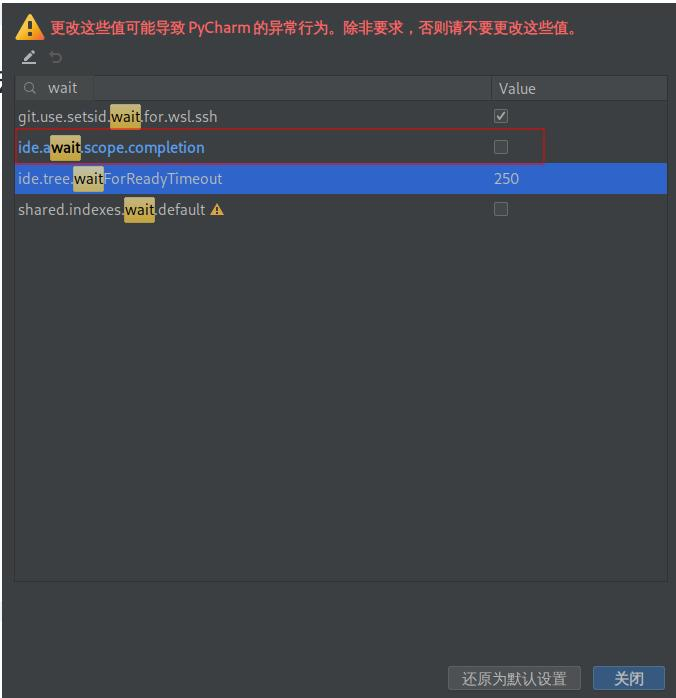 更改这些值可能导致 PyCharm 的异常行为。除非要求，否则请不要更改这些值。
wait
Value
git.use.setsid.wait.for.wsl.ssh
ide.await.scope.completion
ide.tree.waitForReadyTimeout 250
shared.indexes.wait.default
还原为默认设置 关闭